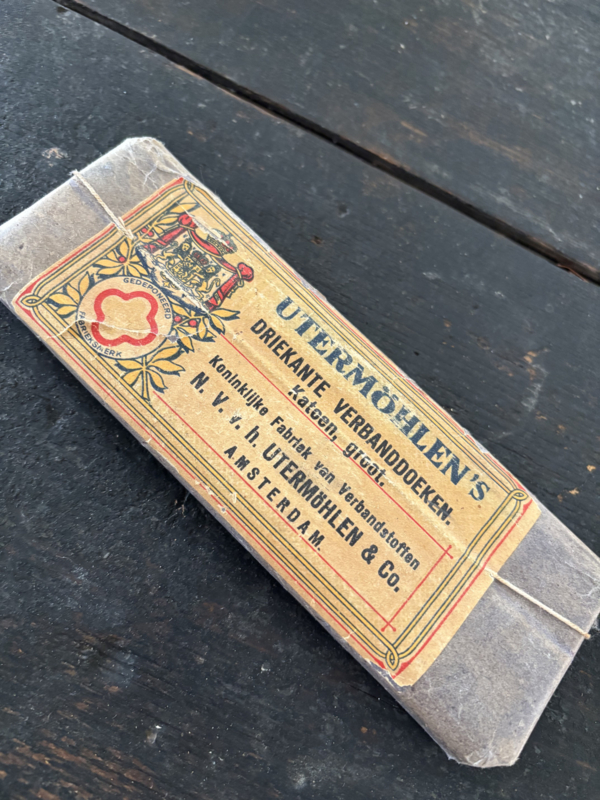 GEDEPONEERD
FABRIEKSMERK
UTERMÖHLEN'S
DRIEKANTE VERBANDDOEKEN.
Katoen, groot.
Koninklijke Fabriek van Verbandstoffen
N. V. v. h. UTERMÖHLEN & Co.
AMSTERDAM.